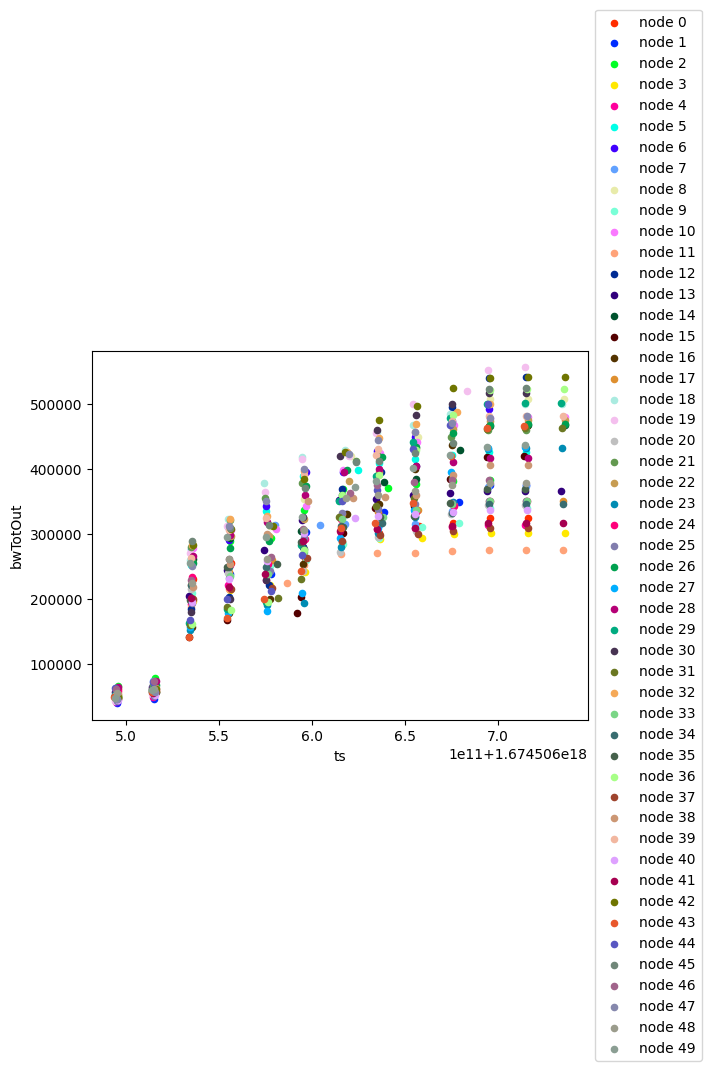 node 0
node 1
node 2
node 3
node 4
node 5
node 6
node 7
node 8
node 9
node 10
node 11
node 12
node 13
node 14
node 15
node 16
node 17
node 18
node 19
node 20
node 21
node 22
node 23
node 24
node 25
node 26
node 27
node 28
node 29
node 30
node 31
node 32
node 33
node 34
node 35
node 36
node 37
node 38
node 39
node 40
node 41
node 42
node 43
node 44
node 45
node 46
node 47
node 48
node 49
bwTotOut
500000
400000
300000
200000
100000
5.0 5.5 6.0 6.5 7.0
ts
1e11+1.674506e18